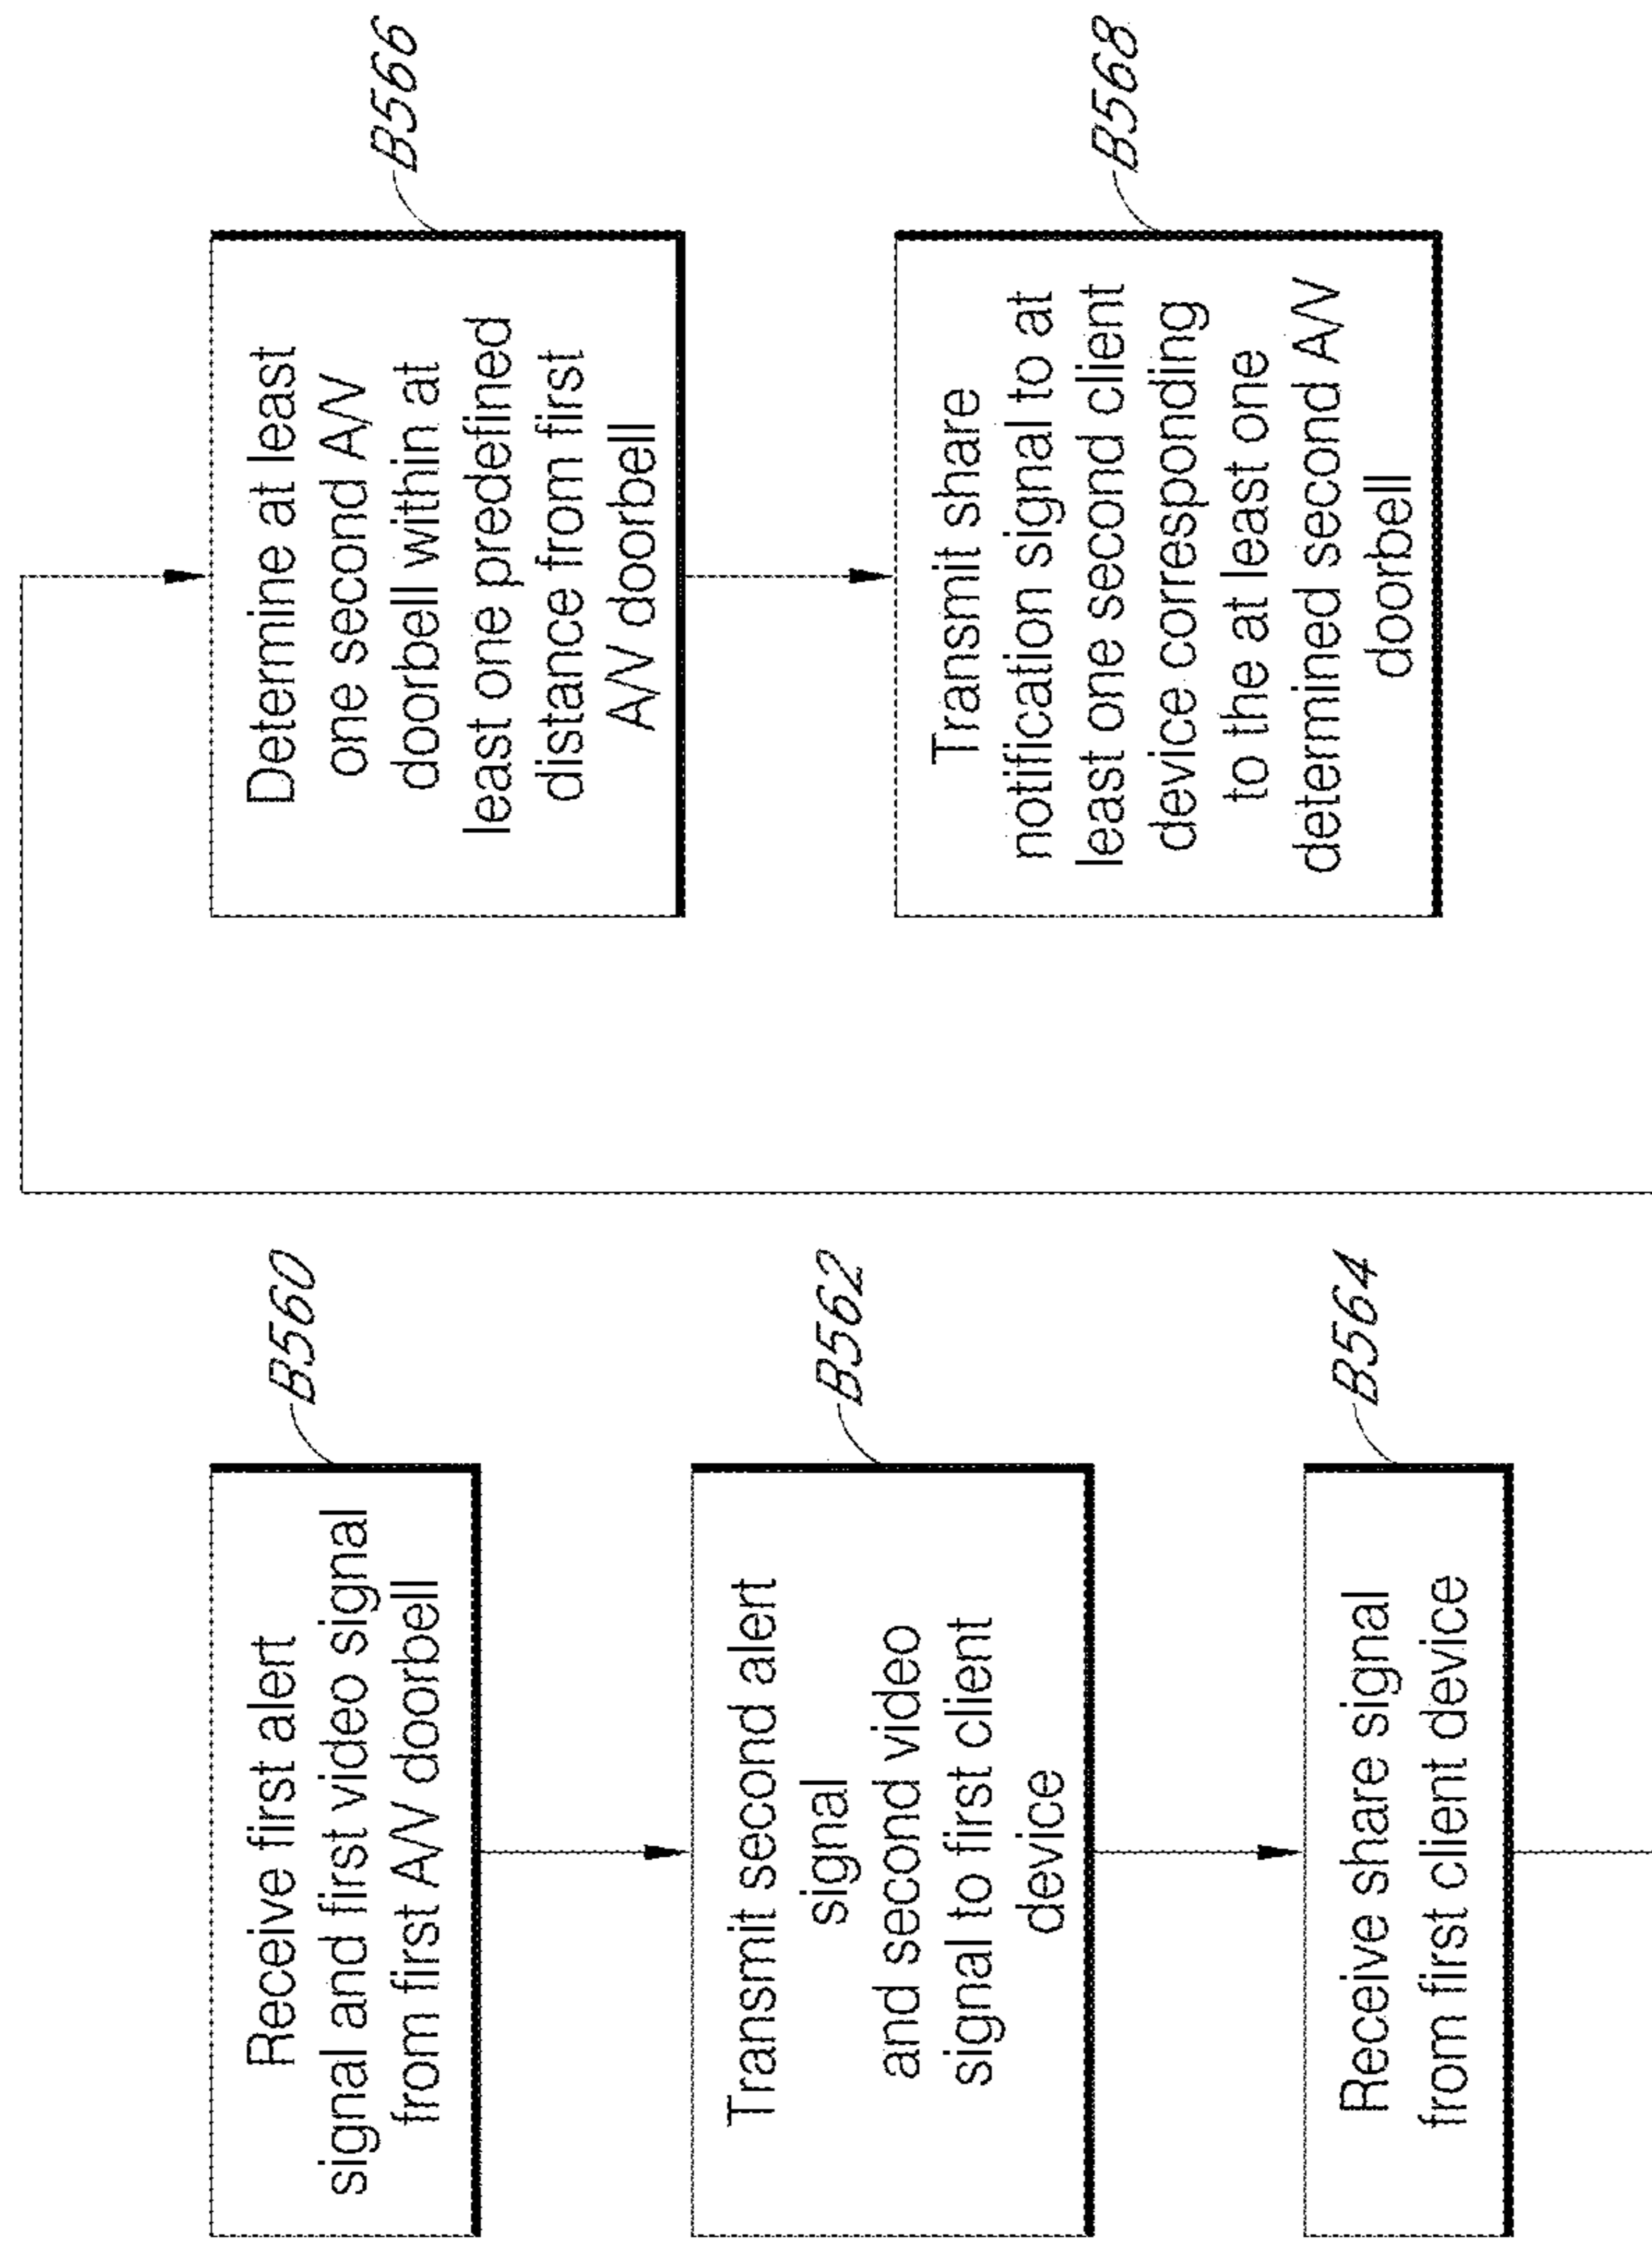 B560
Receive first alert
signal and first video signal
from first A/V doorbell
B562
Transmit second alert
signal
and second video
signal to first client
device
B564
Receive share signal
from first client device
B566
Determine at least
one second A/V
doorbell within at
least one predefined
distance from first
A/V doorbell
B568
Transmit share
notification signal to at
least one second client
device corresponding
to the at least one
determined second A/V
doorbell